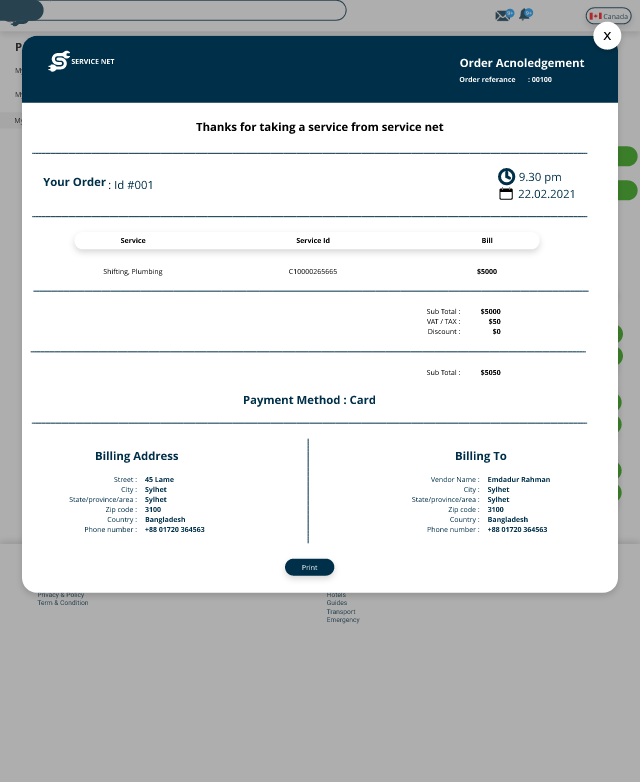 Canada
X
SERVICE NET
Order Acnoledgement
Order referance : 00100
Thanks for taking a service from service net
Your Order : Id #001
9.30 pm
22.02.2021
Service Service Id Bill
Shifting, Plumbing C10000265665 $5000
Sub Total : $5000
VAT / TAX : $50
Discount : $0
Sub Total : $5050
Payment Method : Card
Billing Address
Street : 45 Lame
City : Sylhet
State/province/area : Sylhet
Zip code : 3100
Country : Bangladesh
Phone number : +88 01720 364563
Billing To
Vendor Name : Emdadur Rahman
City : Sylhet
State/province/area : Sylhet
Zip code : 3100
Country : Bangladesh
Phone number : +88 01720 364563
Print
Privacy & Policy
Term & Condition
Hotels
Guides
Transport
Emergency